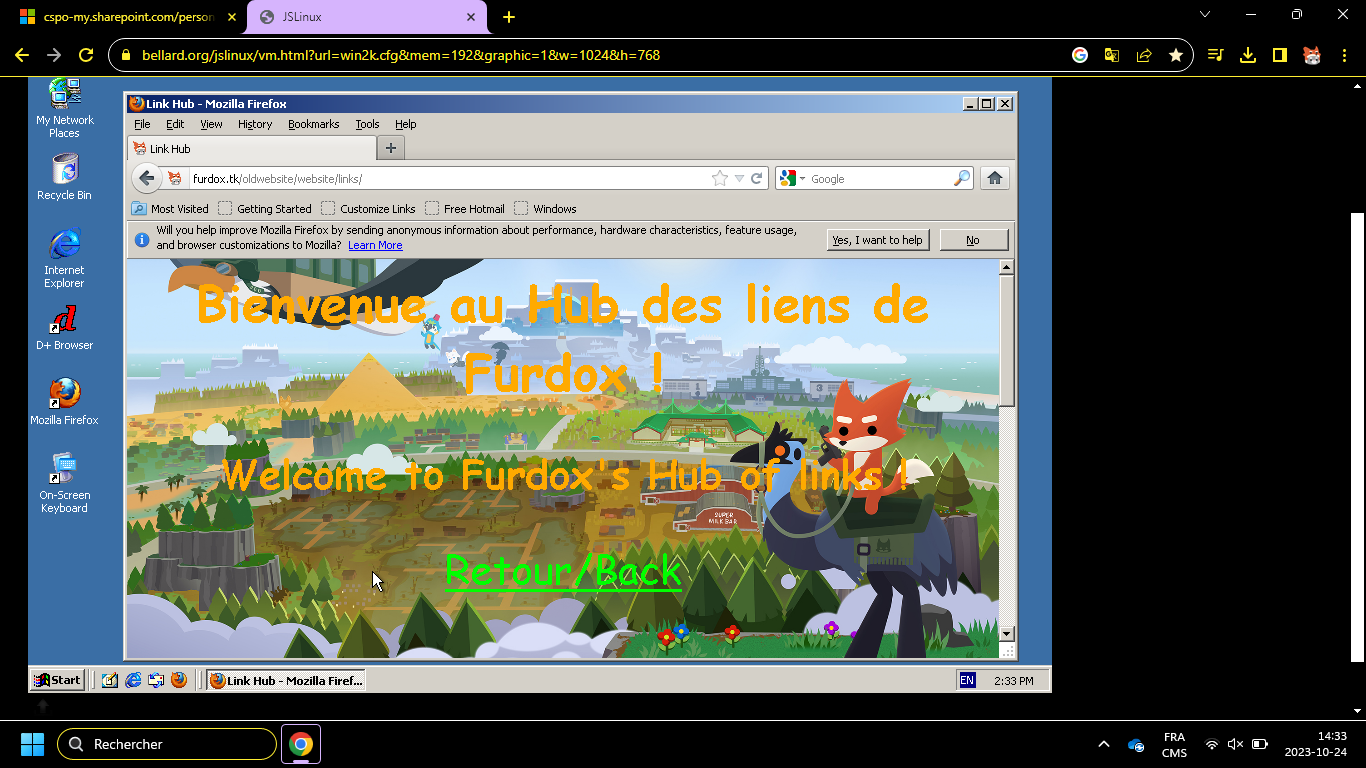 csp­o-my.sharepoint.com/person
JSLinux
bellard.org/jslinux/vm.html?url=win2k.cfg&mem=192&graphic=1&w=1024&h=768
My Network
Places
Recycle Bin
Internet
Explorer
D+ Browser
Mozilla Firefox
On-Screen
Keyboard
Link Hub - Mozilla Firefox
File Edit View History Bookmarks Tools Help
Link Hub
furdox.tk/oldwebsite/website/links/
Google
Most Visited Getting Started Customize Links Free Hotmail Windows
Will you help improve Mozilla Firefox by sending anonymous information about performance, hardware characteristics, feature usage,
and browser customizations to Mozilla? Learn More
Yes, I want to help
No
Bienvenue au Hub des liens de
Furdox !
1
3
Welcome to Furdox's Hub of links !
SUPER
MILK BAR
Retour/Back
Start
Link Hub - Mozilla Firef...
EN
2:33 PM
Rechercher
FRA
CMS
14:33
2023-10-24